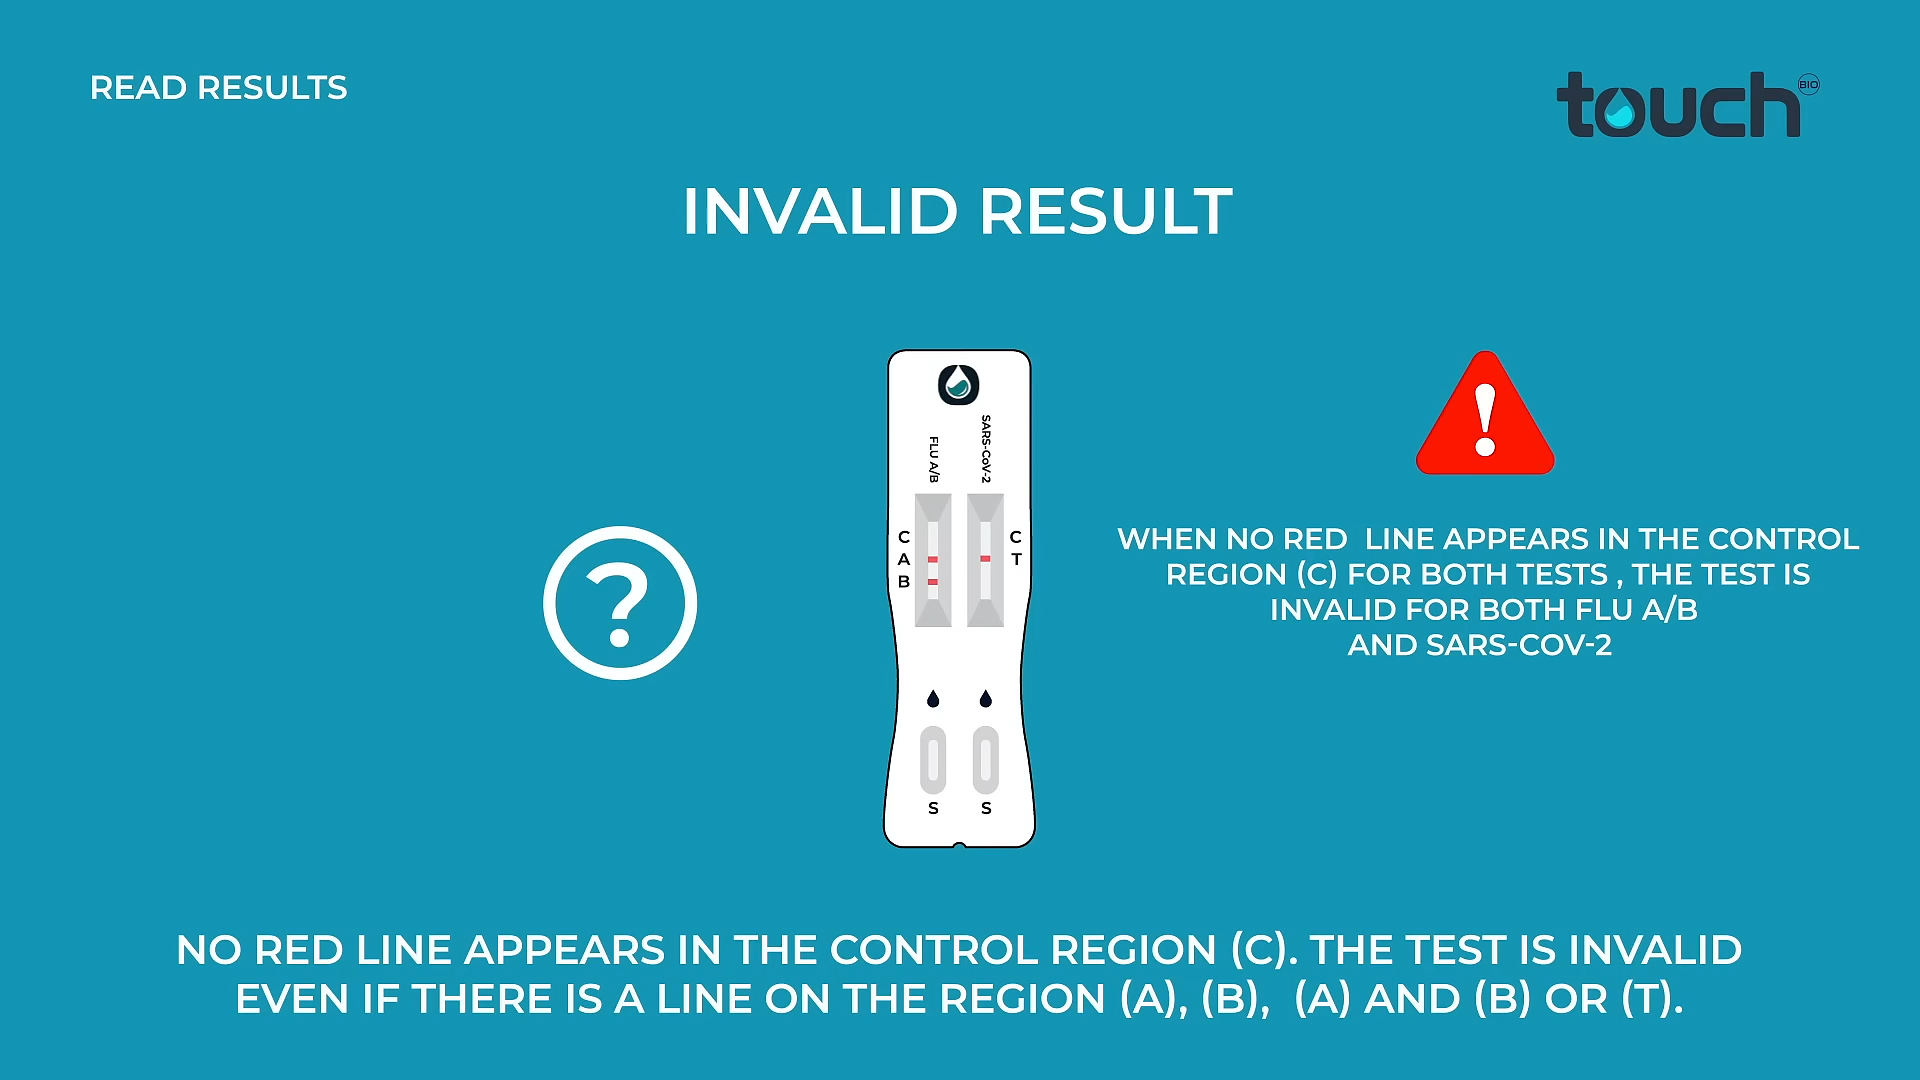 READ RESULTS
touch BIO
INVALID RESULT
SARS-CoV-2
FLU A/B
C
A
B
C
T
S
S
WHEN NO RED LINE APPEARS IN THE CONTROL
REGION (C) FOR BOTH TESTS , THE TEST IS
INVALID FOR BOTH FLU A/B
AND SARS-COV-2
NO RED LINE APPEARS IN THE CONTROL REGION (C). THE TEST IS INVALID
EVEN IF THERE IS A LINE ON THE REGION (A), (B), (A) AND (B) OR (T).